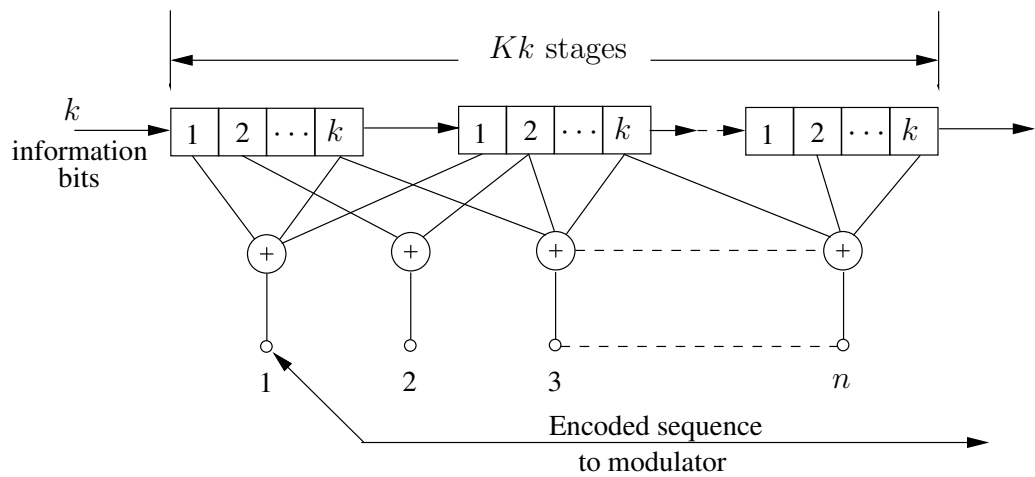 Kk stages
k
information
bits
1 2 ··· k
1 2 ··· k
1 2 ··· k
+ + + +
1 2 3 n
Encoded sequence
to modulator